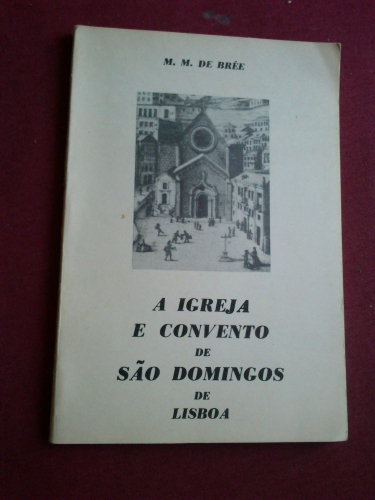 M. M. DE BRÉE
A IGREJA
E CONVENTO
DE
SÃO DOMINGOS
DE
LISBOA